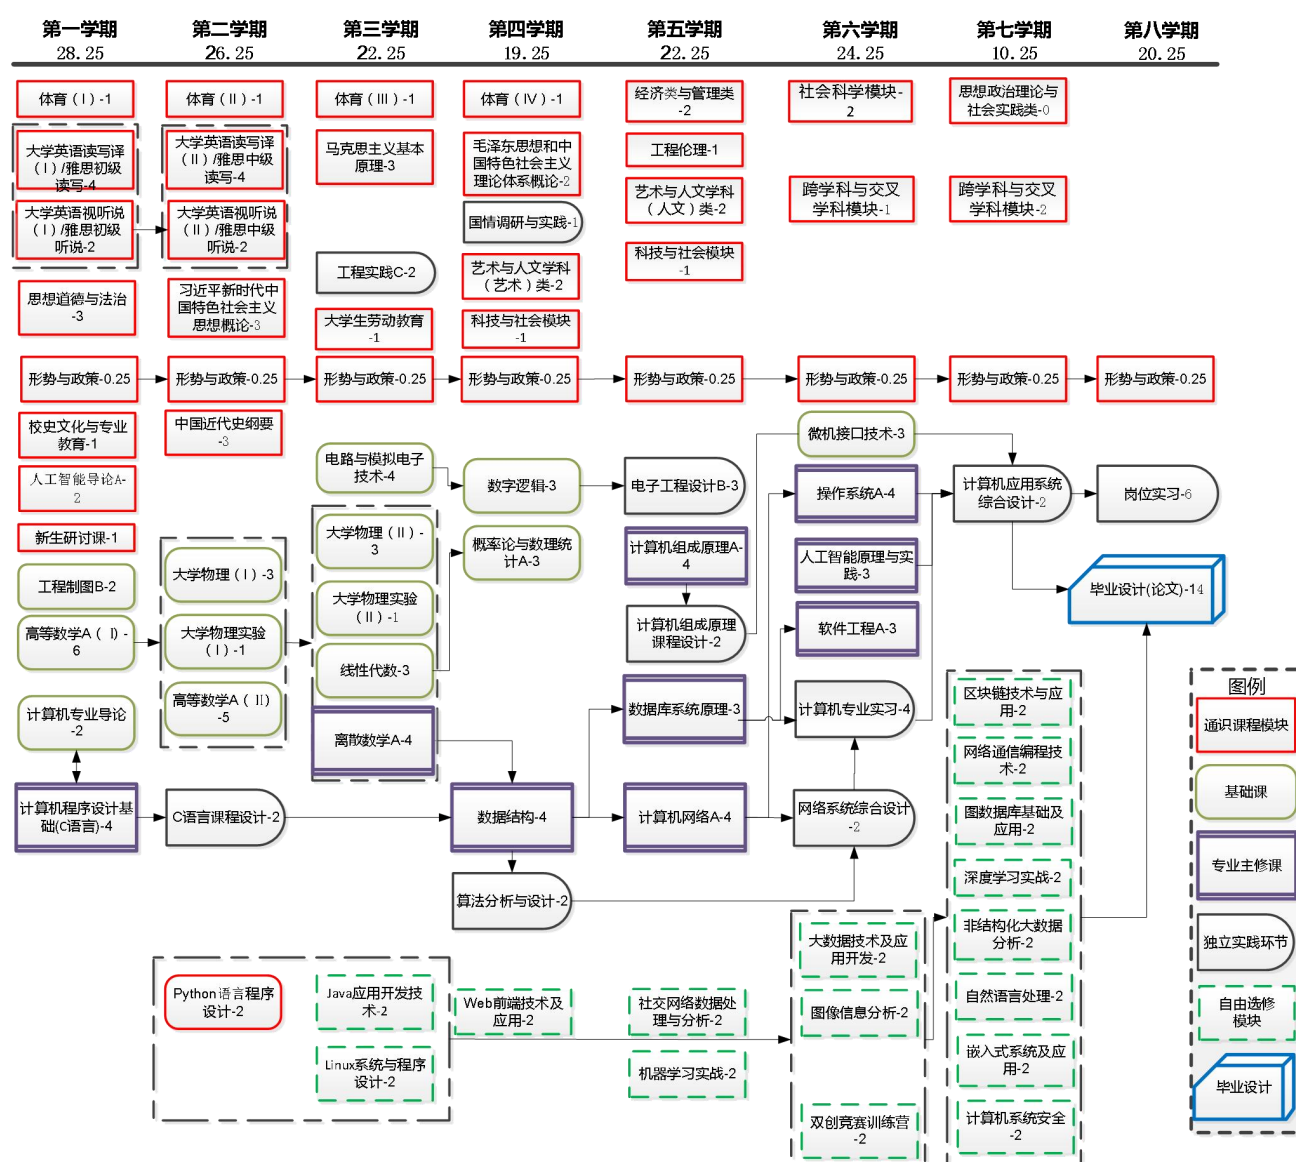 第一学期
28.25
第二学期
26.25
第三学期
22.25
第四学期
19.25
第五学期
22.25
第六学期
24.25
第七学期
10.25
第八学期
20.25
体育（I）-1
大学英语读写译
（I）/雅思初级
读写-4
大学英语视听说
（I）/雅思初级
听说-2
思想道德与法治
-3
形势与政策-0.25
校史文化与专业
教育-1
人工智能导论A-
2
新生研讨课-1
工程制图B-2
高等数学A（ I）-
6
计算机专业导论
-2
计算机程序设计基
础(C语言)-4
体育（II）-1
大学英语读写译
（II）/雅思中级
读写-4
大学英语视听说
（II）/雅思中级
听说-2
习近平新时代中
国特色社会主义
思想概论-3
形势与政策-0.25
中国近代史纲要
-3
大学物理（I）-3
大学物理实验
（I）-1
高等数学A（ II）
-5
C语言课程设计-2
Python语言程序
设计-2
体育（III）-1
马克思主义基本
原理-3
工程实践C-2
大学生劳动教育
-1
形势与政策-0.25
电路与模拟电子
技术-4
大学物理（II）-
3
大学物理实验
（II）-1
线性代数-3
离散数学A-4
Java应用开发技
术-2
Linux系统与程序
设计-2
体育（IV）-1
毛泽东思想和中
国特色社会主义
理论体系概论-2
国情调研与实践-1
艺术与人文学科
（艺术）类-2
科技与社会模块
-1
形势与政策-0.25
数字逻辑-3
概率论与数理统
计A-3
数据结构-4
算法分析与设计-2
Web前端技术及
应用-2
经济类与管理类
-2
工程伦理-1
艺术与人文学科
（人文）类-2
科技与社会模块
-1
形势与政策-0.25
电子工程设计B-3
计算机组成原理A-
4
计算机组成原理
课程设计-2
数据库系统原理-3
计算机网络A-4
社交网络数据处
理与分析-2
机器学习实战-2
社会科学模块-
2
跨学科与交叉
学科模块-1
形势与政策-0.25
微机接口技术-3
操作系统A-4
人工智能原理与实
践-3
软件工程A-3
计算机专业实习-4
网络系统综合设计
-2
大数据技术及应
用开发-2
图像信息分析-2
双创竞赛训练营
-2
思想政治理论与
社会实践类-0
跨学科与交叉
学科模块-2
形势与政策-0.25
计算机应用系统
综合设计-2
区块链技术与应
用-2
网络通信编程技
术-2
图数据库基础及
应用-2
深度学习实战-2
非结构化大数据
分析-2
自然语言处理-2
嵌入式系统及应
用-2
计算机系统安全
-2
形势与政策-0.25
岗位实习-6
毕业设计(论文)-14
图例
通识课程模块
基础课
专业主修课
独立实践环节
自由选修
模块
毕业设计